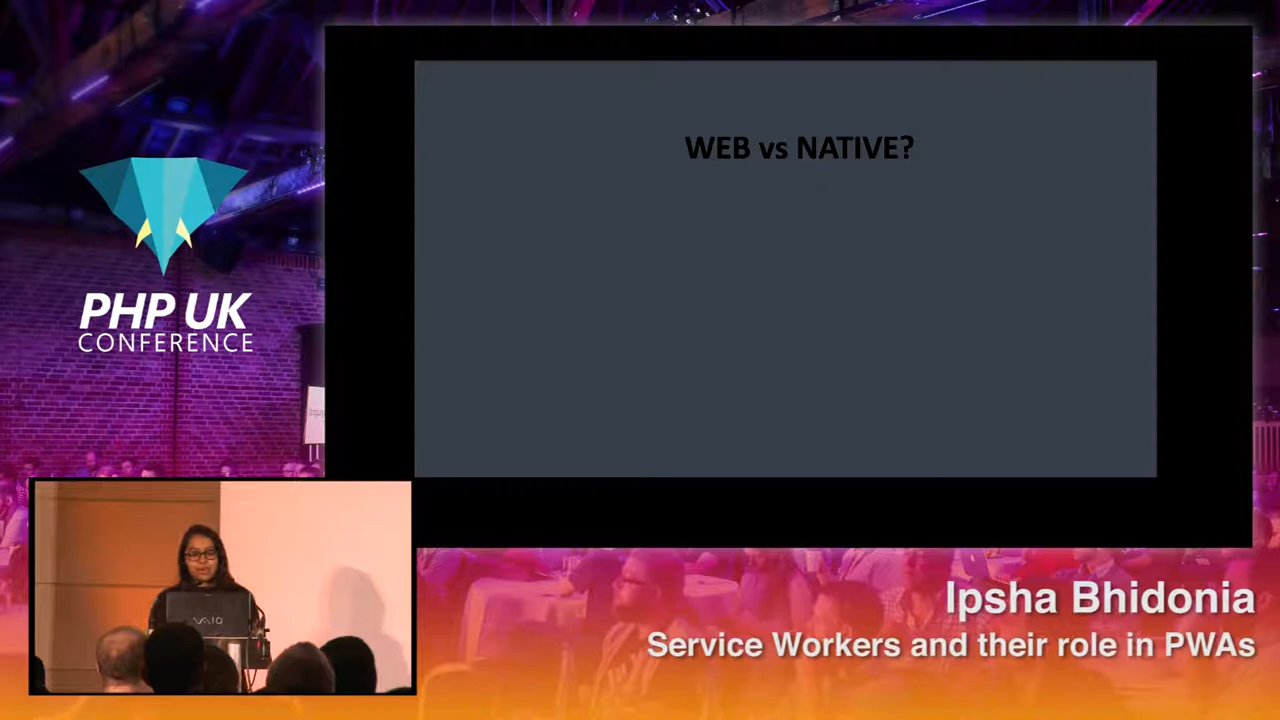 WEB vs NATIVE?
PHP UK
CONFERENCE
VAIO
Ipsha Bhidonia
Service Workers and their role in PWAs